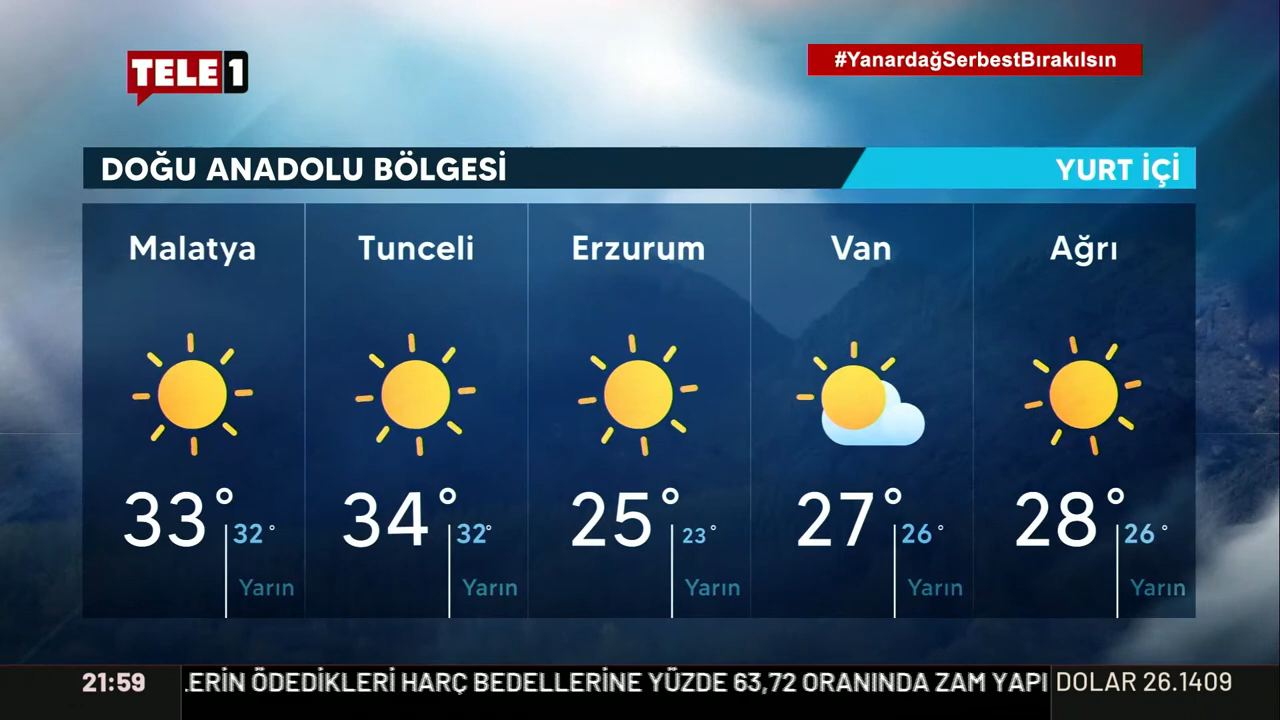 TELE 1
#YanardağSerbestBırakılsın
DOĞU ANADOLU BÖLGESİ
YURT İÇİ
Malatya
33°
32°
Yarın
Tunceli
34°
32°
Yarın
Erzurum
25°
23°
Yarın
Van
27°
26°
Yarın
Ağrı
28°
26°
Yarın
21:59
.ERİN ÖDEDİKLERİ HARÇ BEDELLERİNE YÜZDE 63,72 ORANINDA ZAM YAPI
DOLAR 26.1409